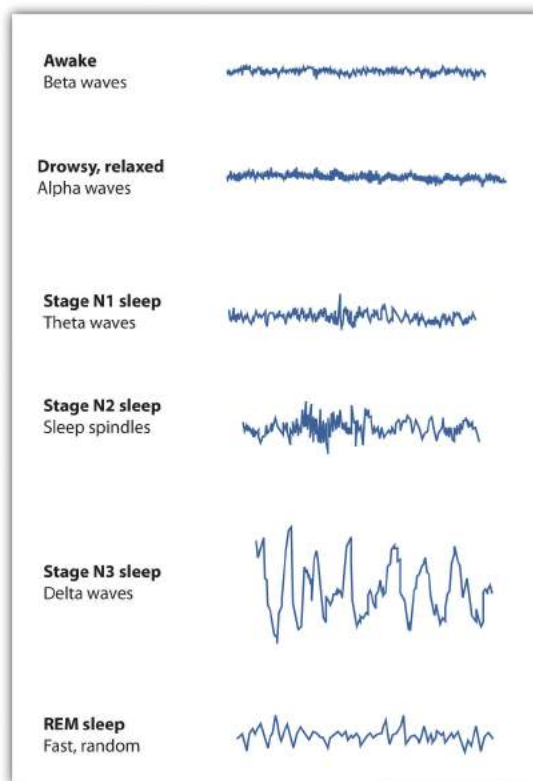 Awake
Beta waves
Drowsy, relaxed
Alpha waves
Stage N1 sleep
Theta waves
Stage N2 sleep
Sleep spindles
Stage N3 sleep
Delta waves
REM sleep
Fast, random